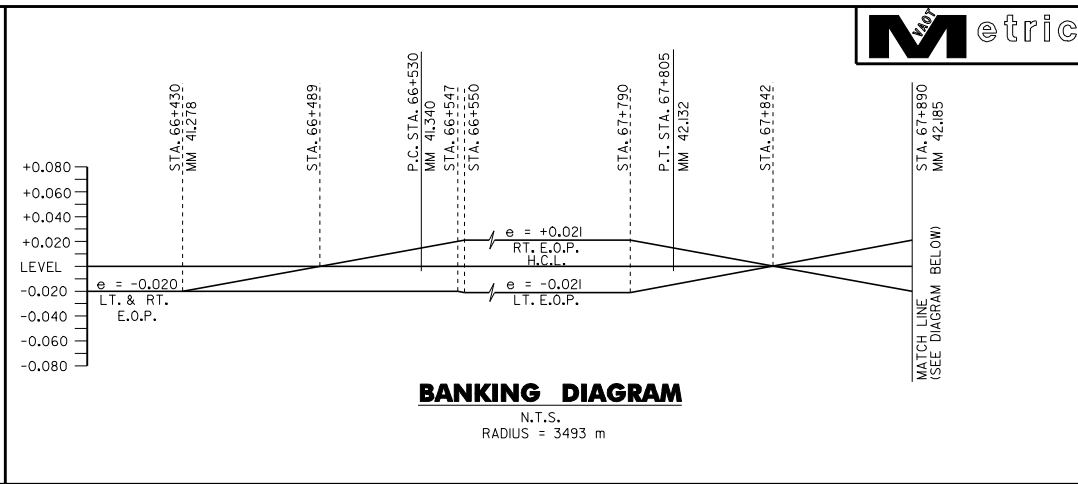 VAOT
M etric
STA. 66+430
MM 41.278
STA. 66+489
P.C. STA. 66+530
MM 41.340
STA. 66+547
STA. 66+550
STA. 67+790
P.T. STA. 67+805
MM 42.132
STA. 67+842
STA. 67+890
MM 42.185
+0.080
+0.060
+0.040
+0.020
LEVEL
-0.020
-0.040
-0.060
-0.080
e = -0.020
LT. & RT.
E.O.P.
e = +0.021
RT. E.O.P.
H.C.L.
e = -0.021
LT. E.O.P.
MATCH LINE
(SEE DIAGRAM BELOW)
BANKING DIAGRAM
N.T.S.
RADIUS = 3493 m